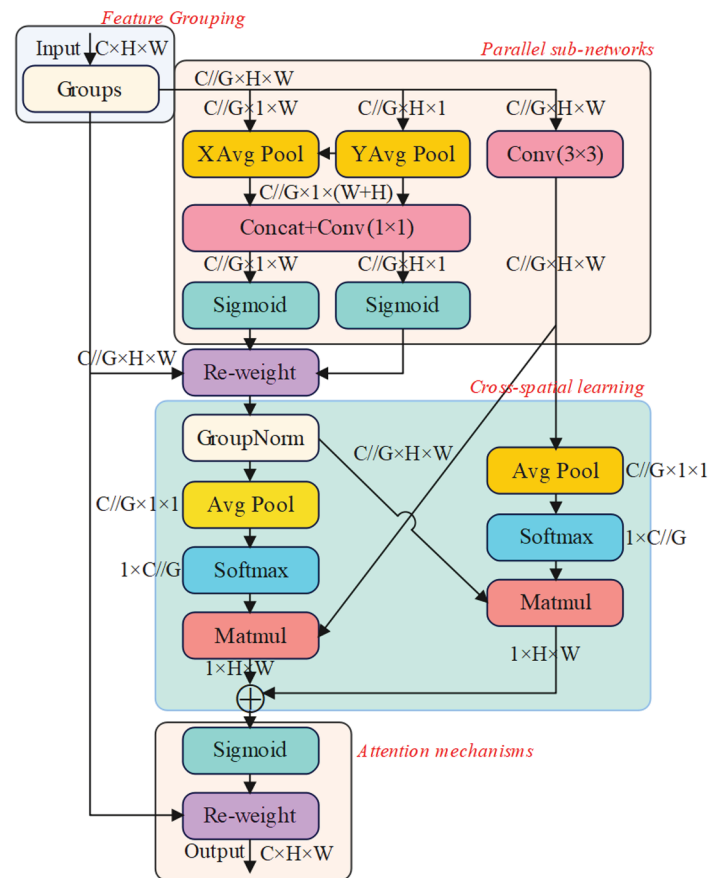 Feature Grouping
Input C×H×W
Parallel sub-networks
Groups
C//G×H×W
C//G×1×W C//G×H×1 C//G×H×W
XAvg Pool YAvg Pool Conv(3×3)
C//G×1×(W+H)
Concat+Conv(1×1)
C//G×1×W C//G×H×1 C//G×H×W
Sigmoid Sigmoid
C//G×H×W
Re-weight
Cross-spatial learning
GroupNorm
C//G×H×W
Avg Pool C//G×1×1
C//G×1×1 Avg Pool
Softmax 1×C//G
1×C//G Softmax
Matmul
Matmul
1×H×W
1×H×W
Sigmoid
Attention mechanisms
Re-weight
Output C×H×W